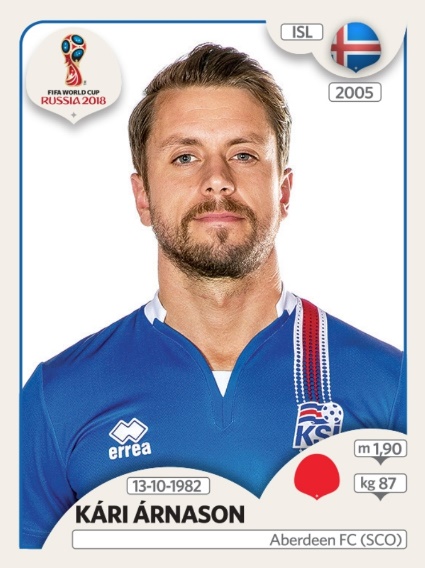 ISL
FIFA WORLD CUP
RUSSIA 2018
2005
errea
KSÍ
m 1,90
kg 87
13-10-1982
KÁRI ÁRNASON
Aberdeen FC (SCO)